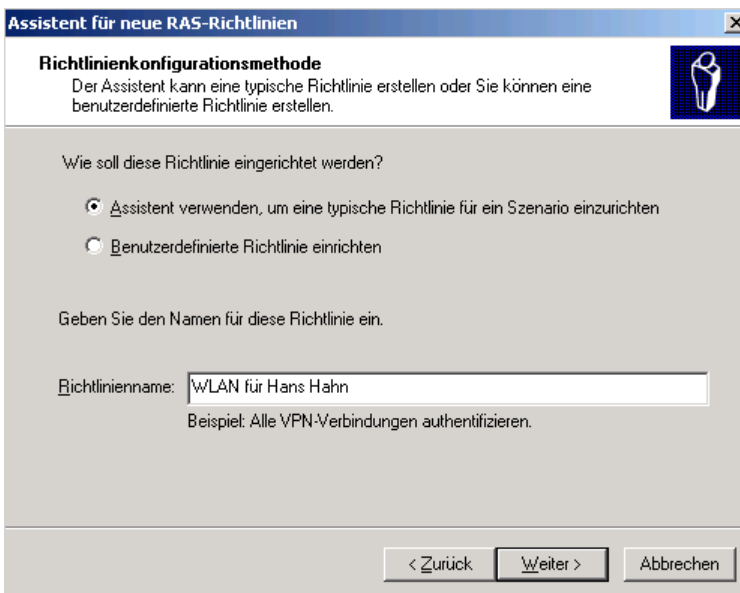 Assistent für neue RAS-Richtlinien
Richtlinienkonfigurationsmethode
Der Assistent kann eine typische Richtlinie erstellen oder Sie können eine
benutzerdefinierte Richtlinie erstellen.
Wie soll diese Richtlinie eingerichtet werden?
Assistent verwenden, um eine typische Richtlinie für ein Szenario einzurichten
Benutzerdefinierte Richtlinie einrichten
Geben Sie den Namen für diese Richtlinie ein.
Richtlinienname: WLAN für Hans Hahn
Beispiel: Alle VPN-Verbindungen authentifizieren.
< Zurück Weiter > Abbrechen